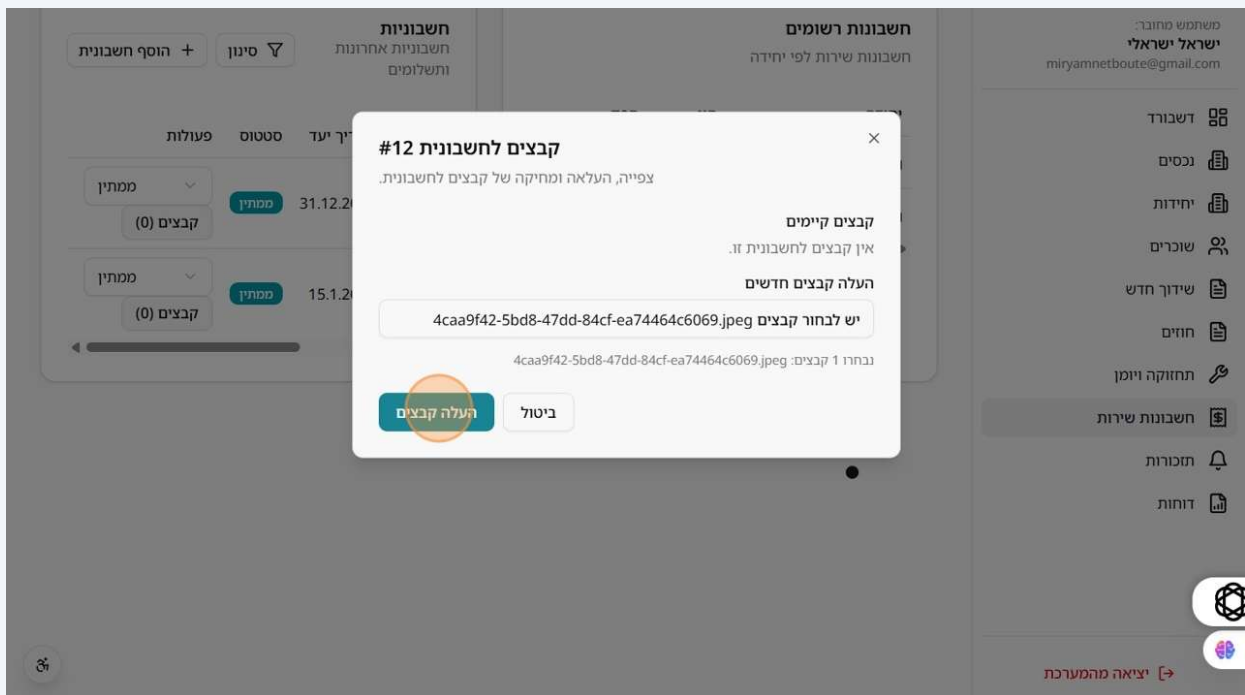 משתמש מחובר:
ישראל ישראלי
miryamnetboute@gmail.com
דשבורד
נכסים
יחידות
שוכרים
שידוך חדש
חוזים
תחזוקה ויומן
חשבונות שירות
תזכורות
דוחות
יציאה מהמערכת
חשבונות רשומים
חשבונות שירות לפי יחידה
חשבוניות
חשבוניות אחרונות
ותשלומים
סינון
+ הוסף חשבונית
סטטוס פעולות
31.12.2 ממתין ממתין
קבצים (0)
15.1.2 ממתין ממתין
קבצים (0)
קבצים לחשבונית 12#
צפייה, העלאה ומחיקה של קבצים לחשבונית.
קבצים קיימים
אין קבצים לחשבונית זו.
העלה קבצים חדשים
יש לבחור קבצים 4caa9f42-5bd8-47dd-84cf-ea74464c6069.jpeg
נבחרו 1 קבצים: 4caa9f42-5bd8-47dd-84cf-ea74464c6069.jpeg
ביטול
העלה קבצים